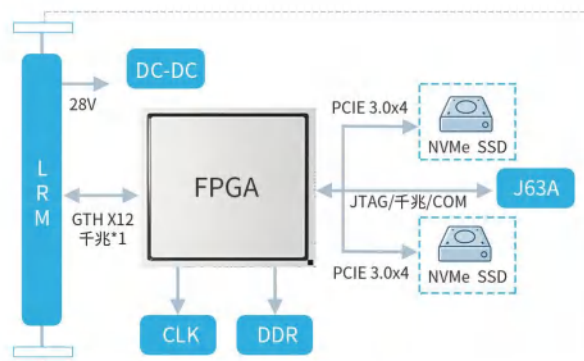 DC-DC
28V
PCIE 3.0x4
NVMe SSD
LRM
FPGA
GTH X12
千兆*1
JTAG/千兆/COM
J63A
PCIE 3.0x4
NVMe SSD
CLK
DDR